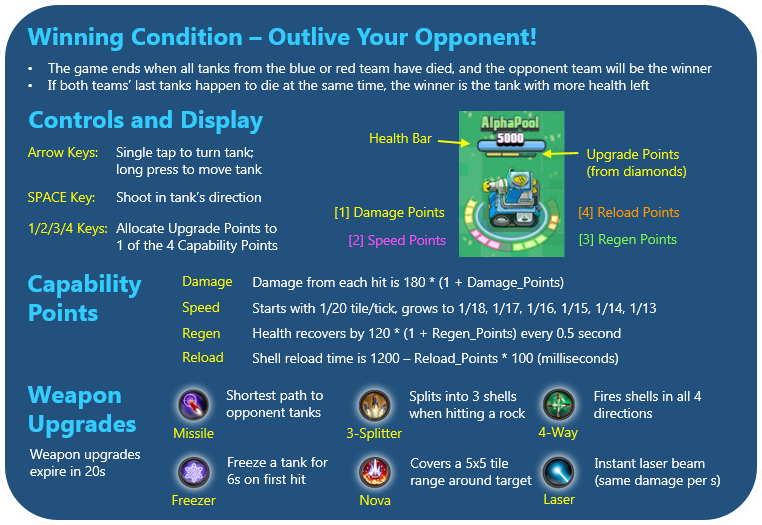 Winning Condition – Outlive Your Opponent!
• The game ends when all tanks from the blue or red team have died, and the opponent team will be the winner
• If both teams' last tanks happen to die at the same time, the winner is the tank with more health left
Controls and Display
Arrow Keys: Single tap to turn tank;
long press to move tank
SPACE Key: Shoot in tank's direction
1/2/3/4 Keys: Allocate Upgrade Points to
1 of the 4 Capability Points
AlphaPool
5000
Health Bar
Upgrade Points
(from diamonds)
[1] Damage Points
[4] Reload Points
[2] Speed Points
[3] Regen Points
Capability
Points
Damage Damage from each hit is 180 * (1 + Damage_Points)
Speed Starts with 1/20 tile/tick, grows to 1/18, 1/17, 1/16, 1/15, 1/14, 1/13
Regen Health recovers by 120 * (1 + Regen_Points) every 0.5 second
Reload Shell reload time is 1200 – Reload_Points * 100 (milliseconds)
Weapon
Upgrades
Weapon upgrades
expire in 20s
Missile
Shortest path to
opponent tanks
3-Splitter
Splits into 3 shells
when hitting a rock
4-Way
Fires shells in all 4
directions
Freezer
Freeze a tank for
6s on first hit
Nova
Covers a 5x5 tile
range around target
Laser
Instant laser beam
(same damage per s)